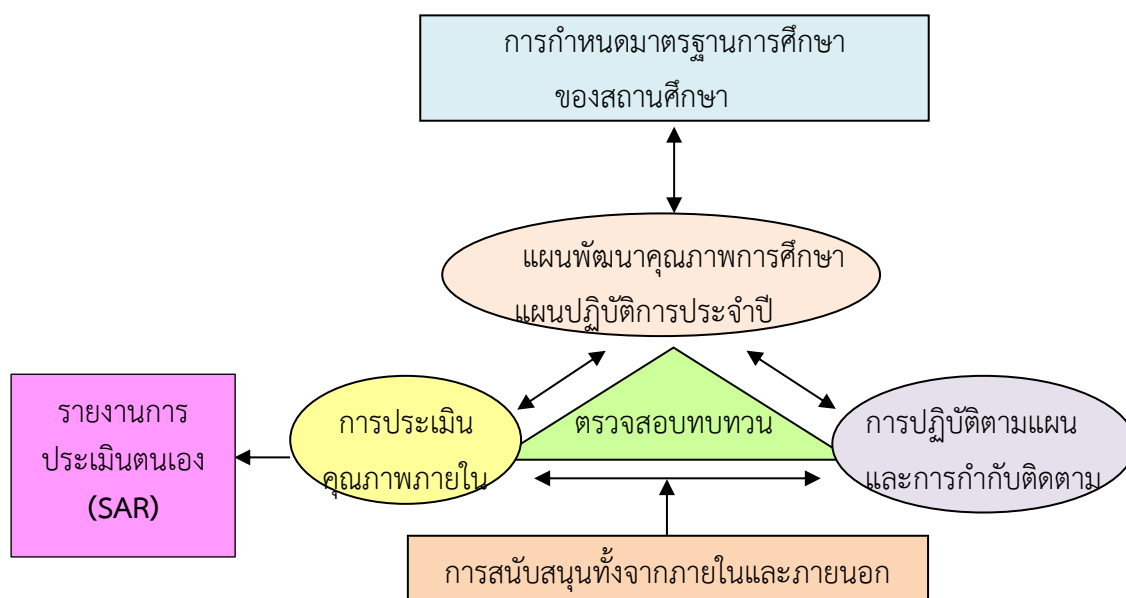 การกำหนดมาตรฐานการศึกษา
ของสถานศึกษา
แผนพัฒนาคุณภาพการศึกษา
แผนปฏิบัติการประจำปี
รายงานการ
ประเมินตนเอง
(SAR)
การประเมิน
คุณภาพภายใน
ตรวจสอบทบทวน
การปฏิบัติตามแผน
และการกำกับติดตาม
การสนับสนุนทั้งจากภายในและภายนอก